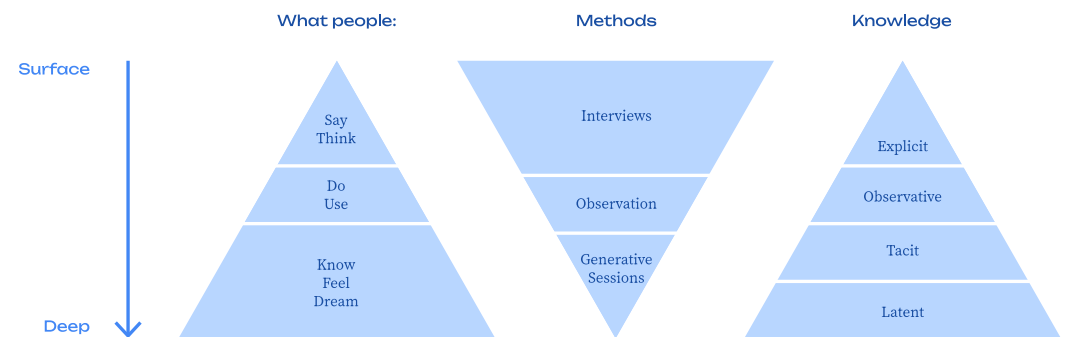 What people:
Methods
Knowledge
Surface
Say
Think
Interviews
Explicit
Do
Use
Observation
Observative
Know
Feel
Dream
Generative
Sessions
Tacit
Latent
Deep